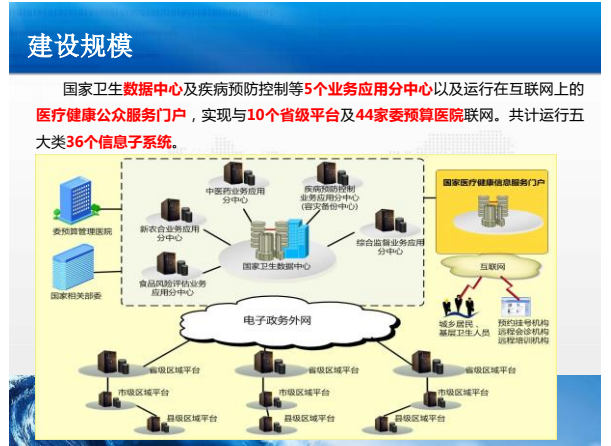 建设规模
国家卫生数据中心及疾病预防控制等5个业务应用分中心以及运行在互联网上的
医疗健康公众服务门户，实现与10个省级平台及44家委预算医院联网。共计运行五
大类36个信息子系统。
中医药业务应用
分中心
疾病预防控制
业务应用分中心
(容灾备份中心)
国家医疗健康信息服务门户
委预算管理医院
新农合业务应用
分中心
综合监督业务应用
分中心
国家卫生数据中心
互联网
国家相关部委
食品风险评估业务
应用分中心
电子政务外网
城乡居民、
基层卫生人员
预约挂号机构
远程会诊机构
远程培训机构
省级区域平台
省级区域平台
省级区域平台
市级区域平台
市级区域平台
市级区域平台
县级区域平台
县级区域平台
县级区域平台